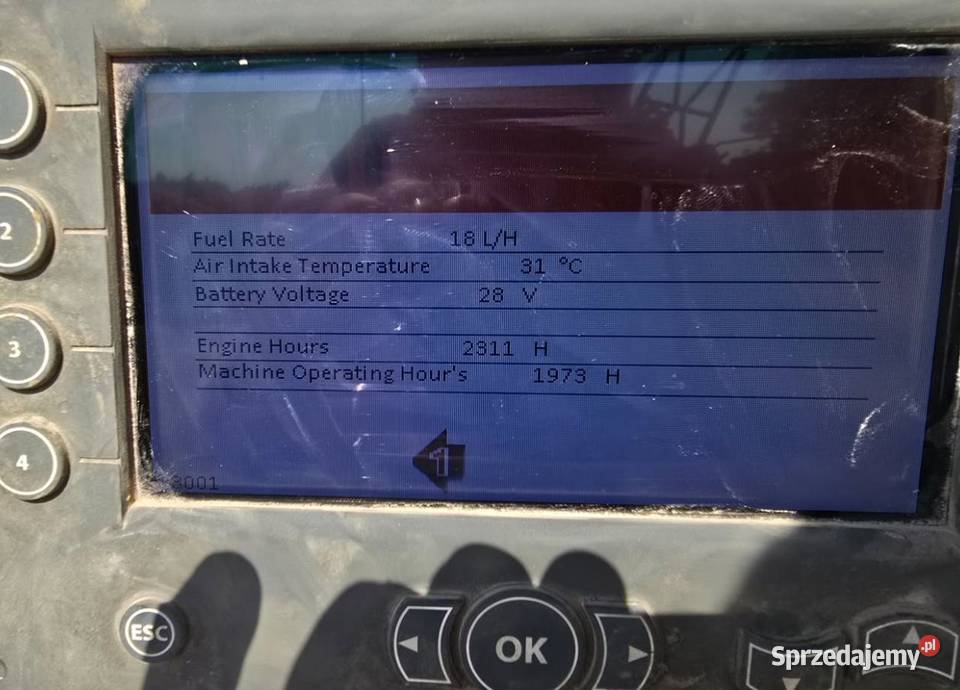 Fuel Rate 18 L/H
Air Intake Temperature 31 °C
Battery Voltage 28 V
Engine Hours 2311 H
Machine Operating Hour's 1973 H
1
3001
2
3
4
ESC
OK
Sprzedajemy.pl